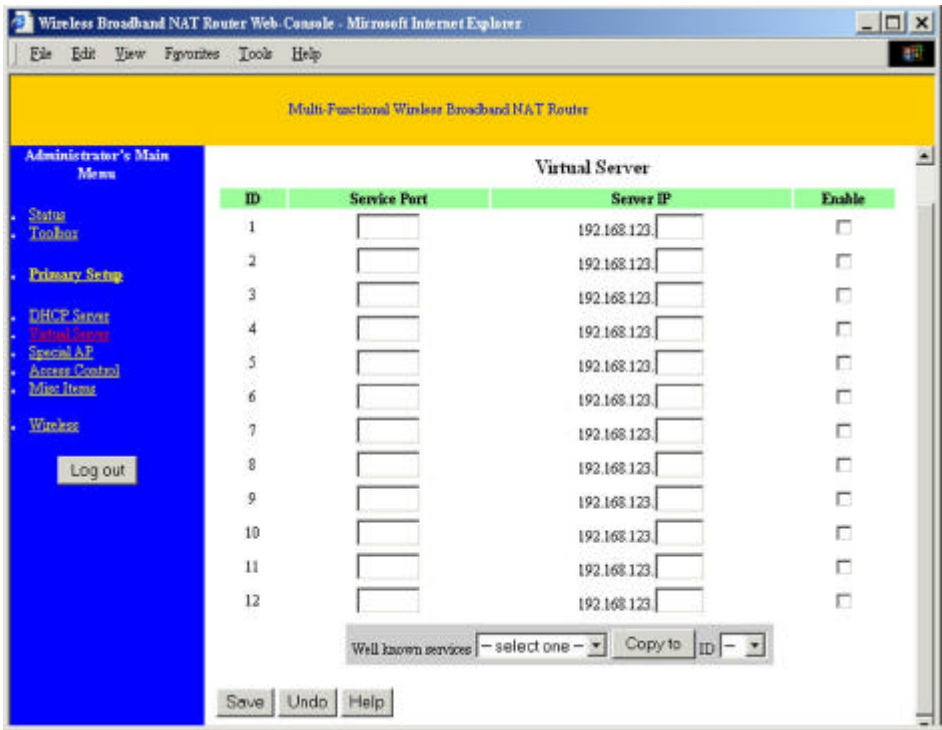 Wireless Broadband NAT Router Web-Console - Microsoft Internet Explorer
File Edit View Favorites Tools Help
Multi-Functional Wireless Broadband NAT Router
Administrator's Main Menu
Status
Toolbox
Primary Setup
DHCP Server
Virtual Server
Special AP
Access Control
Misc Items
Wireless
Log out
Virtual Server
ID Service Port Server IP Enable
1 192.168.123.
2 192.168.123.
3 192.168.123.
4 192.168.123.
5 192.168.123.
6 192.168.123.
7 192.168.123.
8 192.168.123.
9 192.168.123.
10 192.168.123.
11 192.168.123.
12 192.168.123.
Well known services -- select one -- Copy to ID --
Save Undo Help